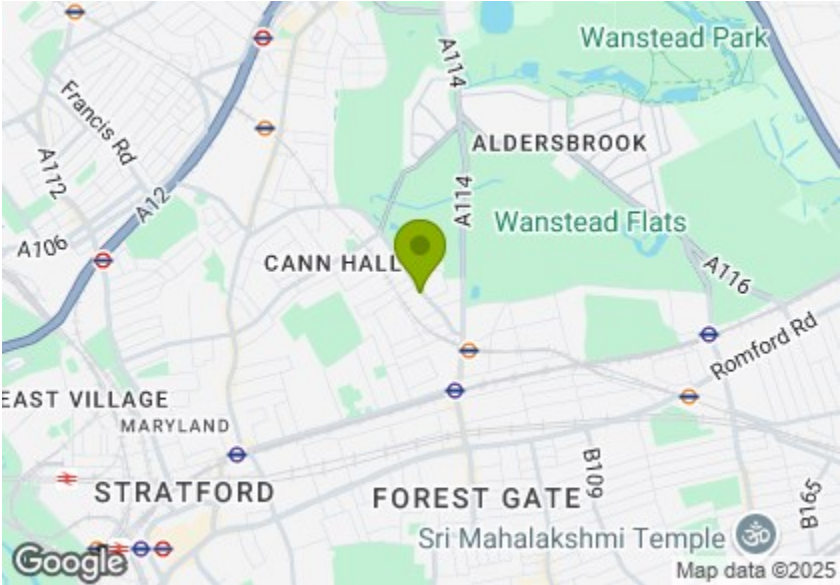 Wanstead Park
A114
Francis Rd
A112
ALDERSBROOK
A12
A114
Wanstead Flats
A106
CANN HALL
A116
Romford Rd
EAST VILLAGE
MARYLAND
B109
STRATFORD
FOREST GATE
B165
Sri Mahalakshmi Temple
Google
Map data ©2025